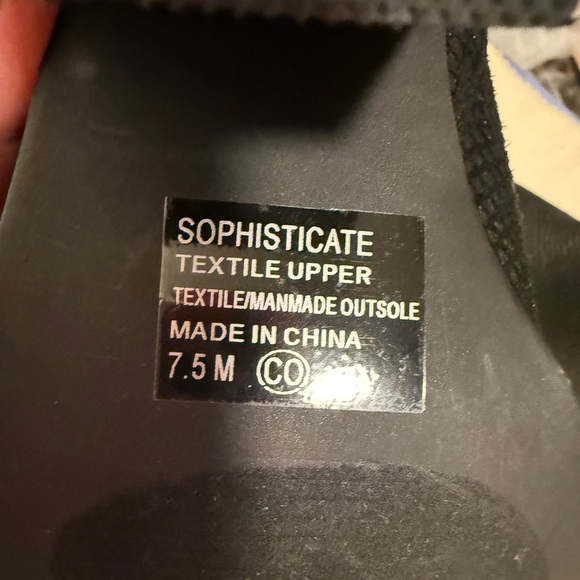 SOPHISTICATE
TEXTILE UPPER
TEXTILE/MANMADE OUTSOLE
MADE IN CHINA
7.5 M CO